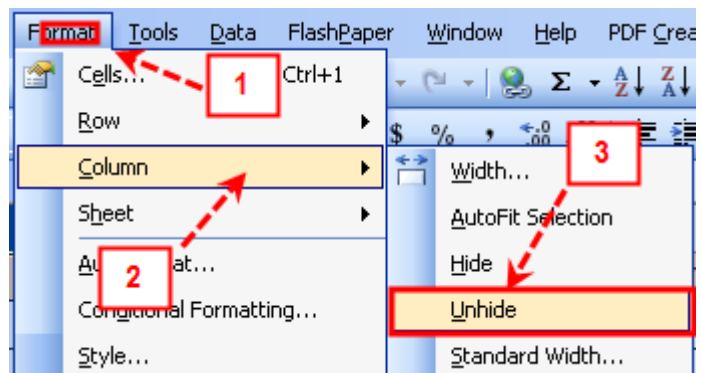 Format Tools Data FlashPaper Window Help PDF Crea
1
Cells... Ctrl+1
Row
$ % ,
Column
Width...
3
Sheet
AutoFit Selection
2
Hide
Conditional Formatting...
Unhide
Style...
Standard Width...